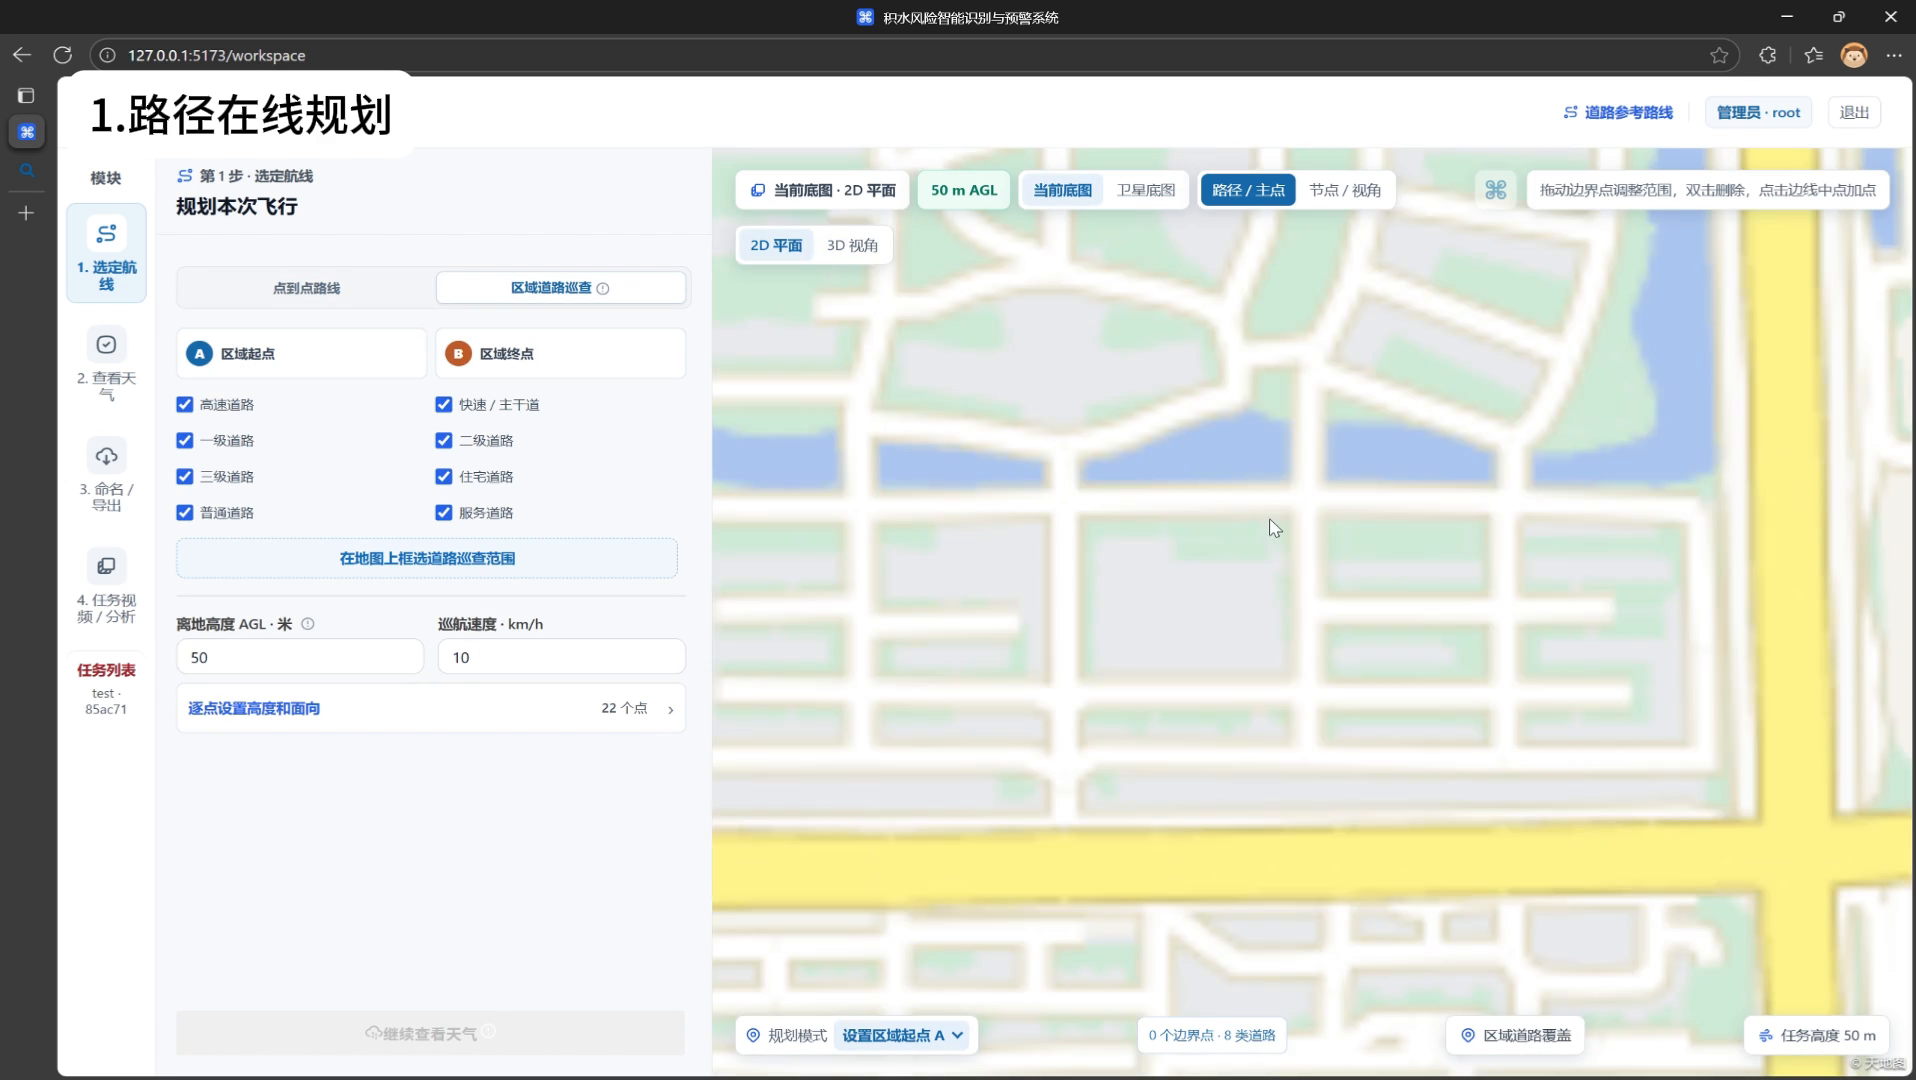 积水风险智能识别与预警系统
127.0.0.1:5173/workspace
1.路径在线规划
道路参考路线
管理员 · root
退出
模块
1. 选定航
线
2. 查看天
气
3. 命名 /
导出
4. 任务视
频 / 分析
任务列表
test ·
85ac71
第 1 步 · 选定航线
规划本次飞行
点到点路线
区域道路巡查
A 区域起点
B 区域终点
高速道路
快速 / 主干道
一级道路
二级道路
三级道路
住宅道路
普通道路
服务道路
在地图上框选道路巡查范围
离地高度 AGL · 米
巡航速度 · km/h
50
10
逐点设置高度和面向
22 个点
继续查看天气
当前底图 · 2D 平面
50 m AGL
当前底图
卫星底图
路径 / 主点
节点 / 视角
拖动边界点调整范围，双击删除，点击边线中点加点
2D 平面
3D 视角
规划模式
设置区域起点 A
0 个边界点 · 8 类道路
区域道路覆盖
任务高度 50 m
© 天地图